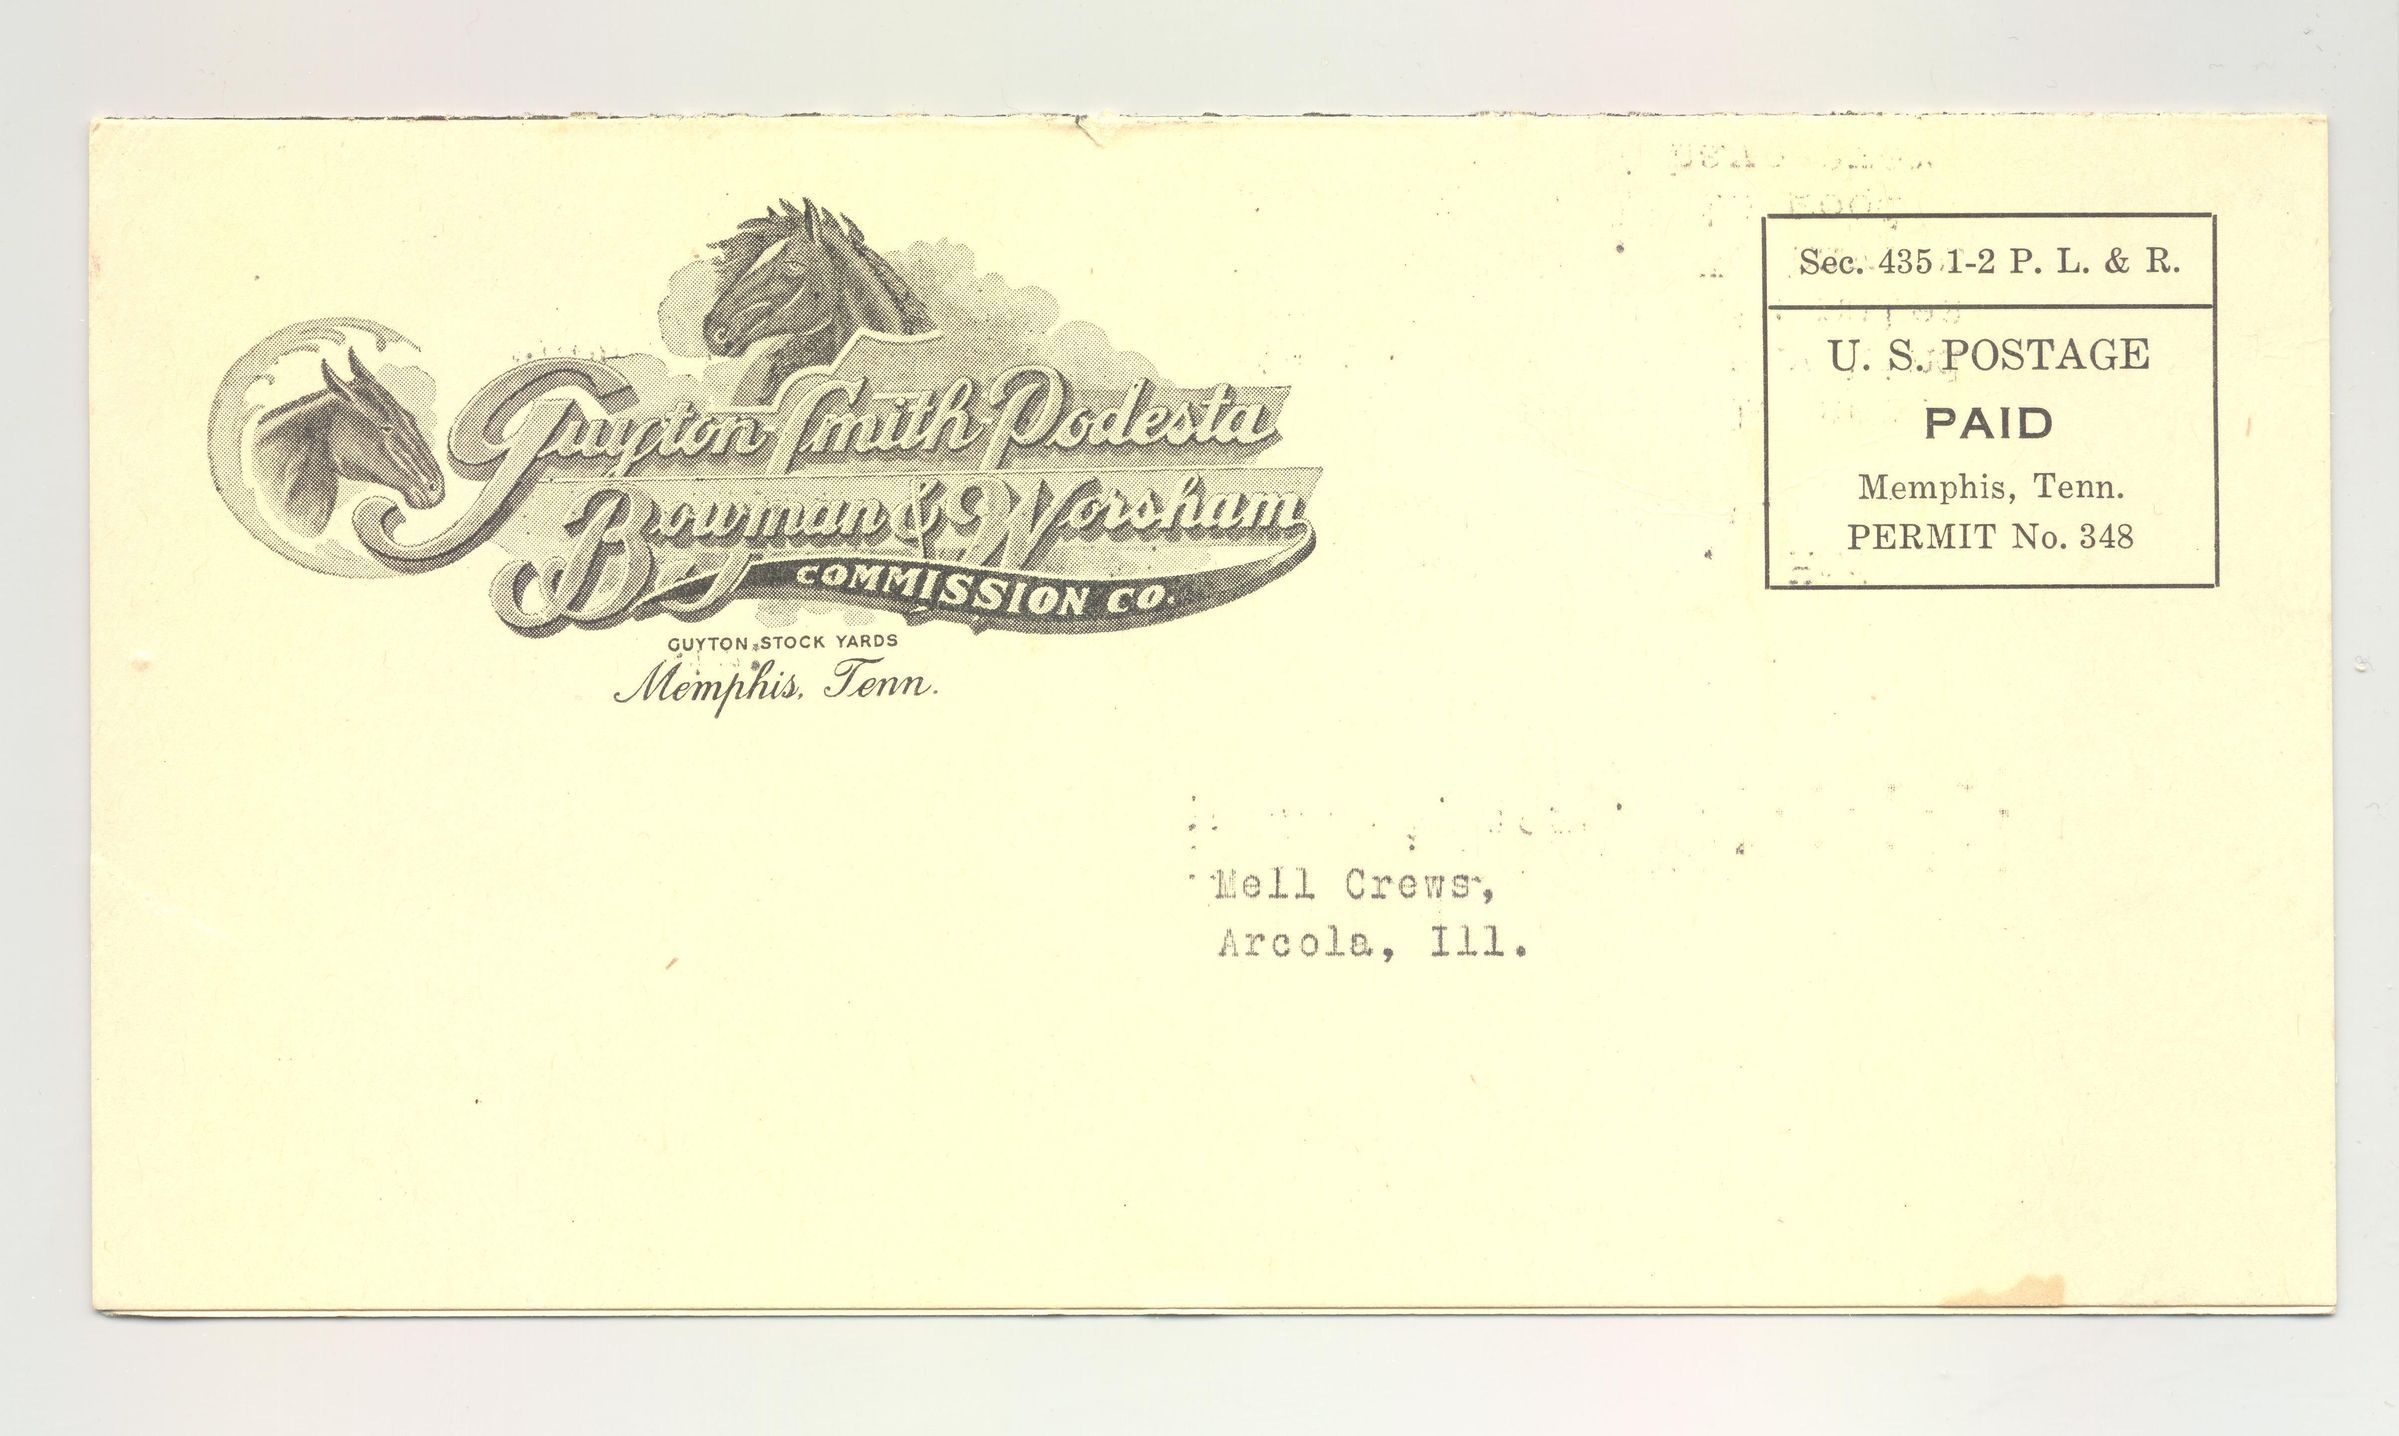 Guyton-Smith-Podesta
Bowman & Worsham
COMMISSION CO.
GUYTON STOCK YARDS
Memphis, Tenn.
Sec. 435 1-2 P. L. & R.
U. S. POSTAGE
PAID
Memphis, Tenn.
PERMIT No. 348
Mell Crews,
Arcola, Ill.